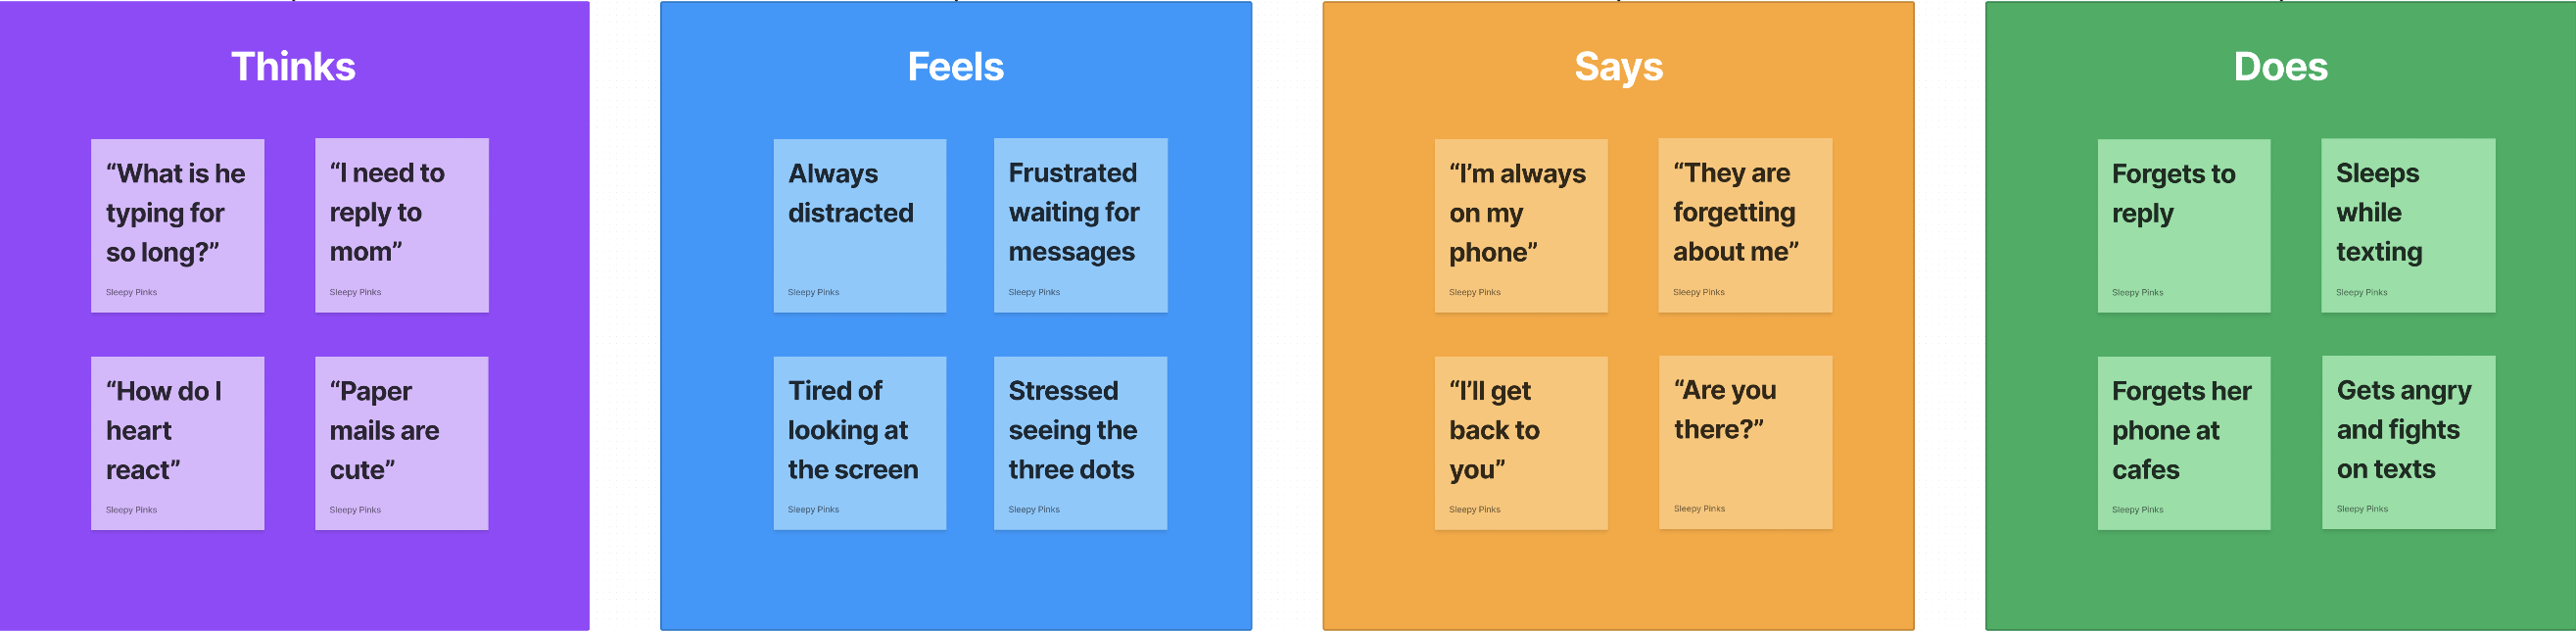 Thinks
“What is he
typing for
so long?”
Sleepy Pinks
“I need to
reply to
mom”
Sleepy Pinks
“How do I
heart
react”
Sleepy Pinks
“Paper
mails are
cute”
Sleepy Pinks
Feels
Always
distracted
Sleepy Pinks
Frustrated
waiting for
messages
Sleepy Pinks
Tired of
looking at
the screen
Sleepy Pinks
Stressed
seeing the
three dots
Sleepy Pinks
Says
“I’m always
on my
phone”
Sleepy Pinks
“They are
forgetting
about me”
Sleepy Pinks
“I’ll get
back to
you”
Sleepy Pinks
“Are you
there?”
Sleepy Pinks
Does
Forgets to
reply
Sleepy Pinks
Sleeps
while
texting
Sleepy Pinks
Forgets her
phone at
cafes
Sleepy Pinks
Gets angry
and fights
on texts
Sleepy Pinks